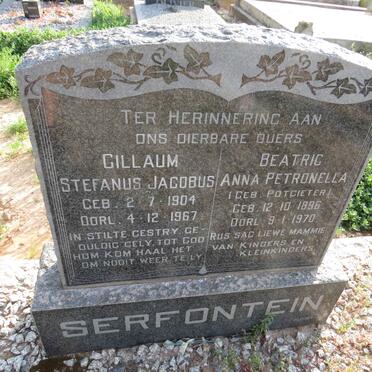 TER HERINNERING AAN
ONS DIERBARE OUERS
GILLAUM
STEFANUS JACOBUS
GEB. 2-7-1904
OORL. 4-12-1967
IN STILTE GESTRY, GE-
DULDIG GELY, TOT GOD
HOM KOM HAAL HET
OM NOOIT WEER TE LY
BEATRIC
ANNA PETRONELLA
(GEB. POTGIETER)
GEB. 12-10-1896
OORL. 9-1-1970
RUS SAG LIEWE MAMMIE
VAN KINDERS EN
KLEINKINDERS
SERFONTEIN